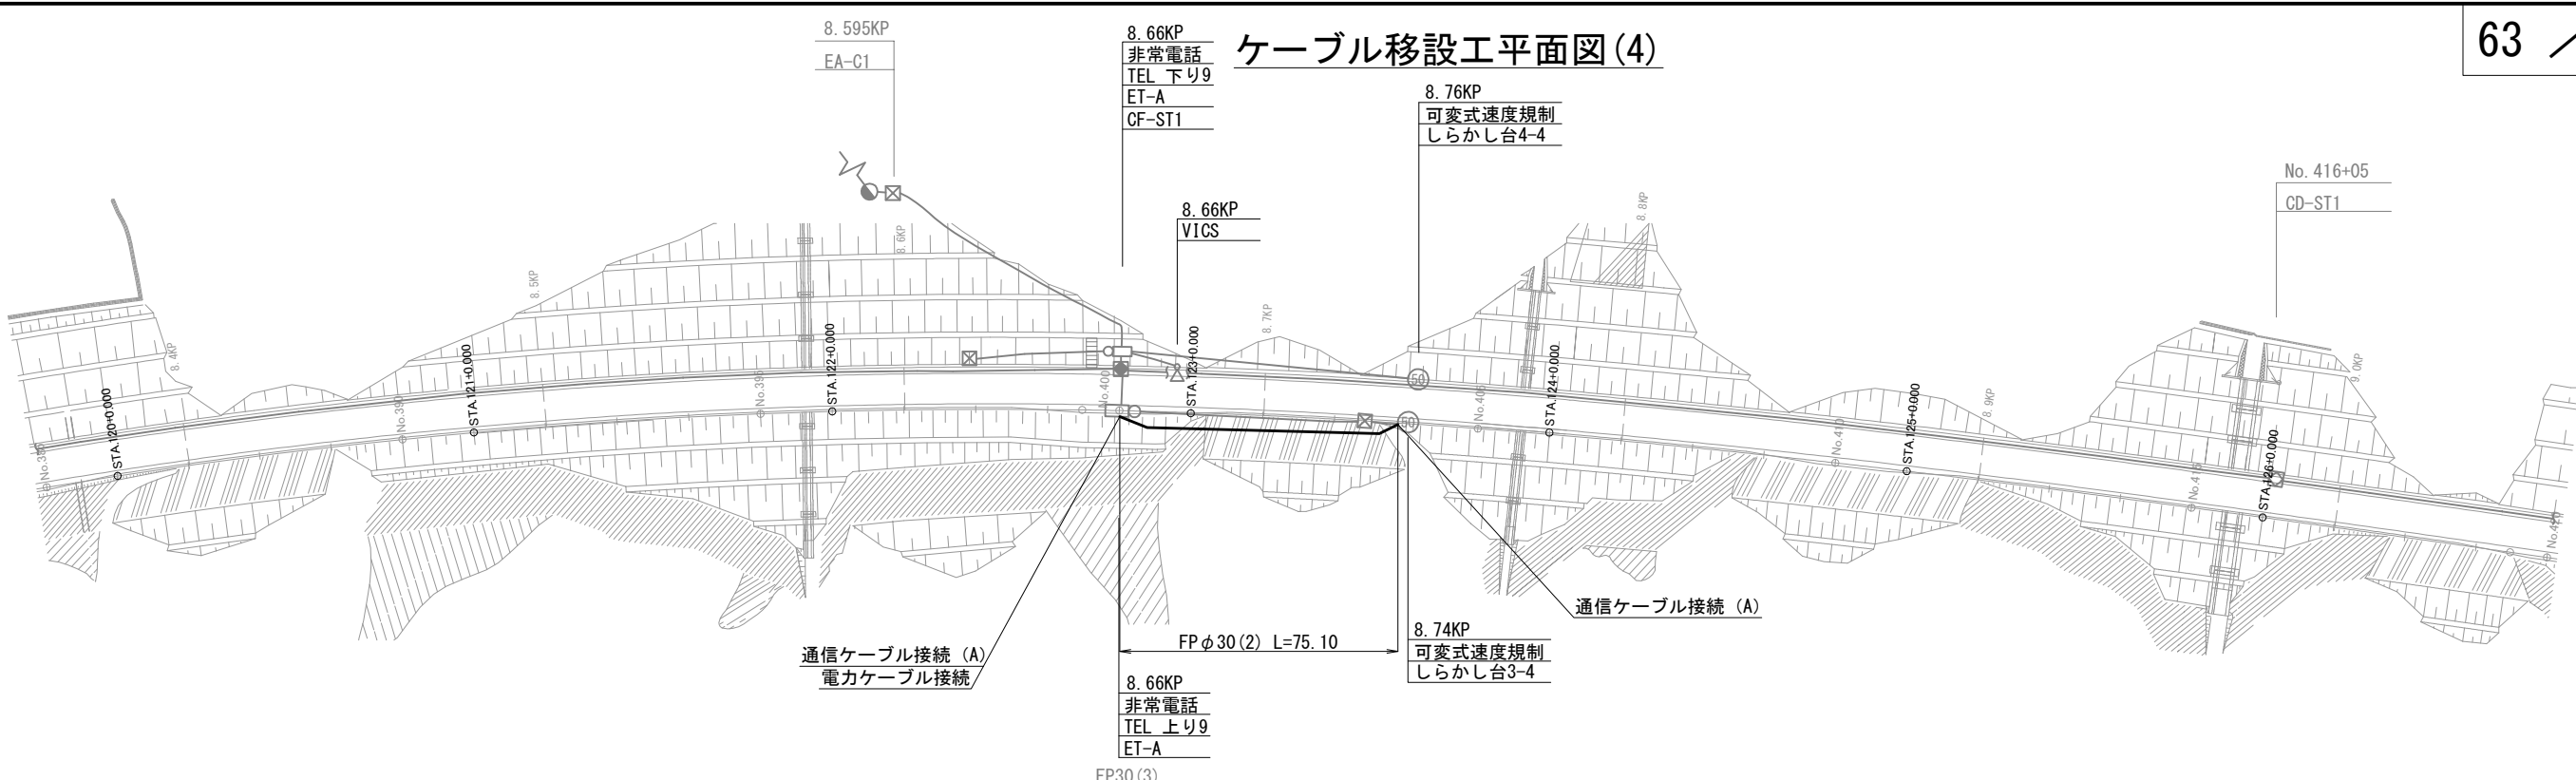 63 ／
ケーブル移設工平面図(4)
8.595KP
EA-C1
8.66KP
非常電話
TEL 下り9
ET-A
CF-ST1
8.76KP
可変式速度規制
しらかし台4-4
8.66KP
VICS
No.416+05
CD-ST1
8.4KP
8.5KP
8.6KP
8.7KP
8.8KP
8.9KP
9.0KP
STA.120+0.000
No.390
STA.121+0.000
No.395
STA.122+0.000
No.400
STA.123+0.000
No.405
STA.124+0.000
No.410
STA.125+0.000
No.415
STA.126+0.000
No.420
50
50
通信ケーブル接続 (A)
電力ケーブル接続
FPφ30(2) L=75.10
通信ケーブル接続 (A)
8.74KP
可変式速度規制
しらかし台3-4
8.66KP
非常電話
TEL 上り9
ET-A
FP30(3)